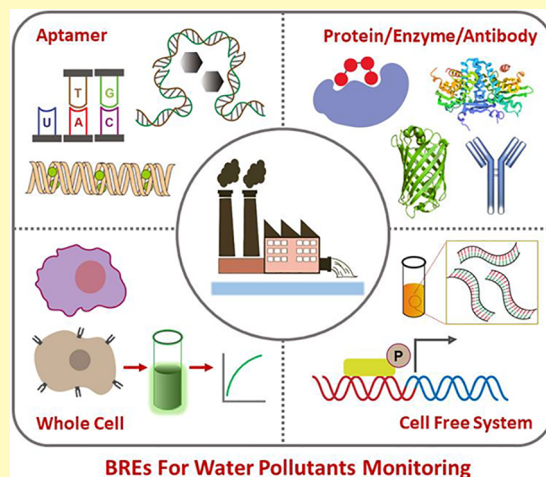 Aptamer
Protein/Enzyme/Antibody
T G
U A C
P
Whole Cell
Cell Free System
BREs For Water Pollutants Monitoring